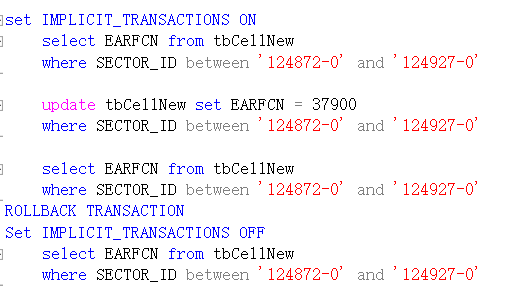 set IMPLICIT_TRANSACTIONS ON
select EARFCN from tbCellNew
where SECTOR_ID between '124872-0' and '124927-0'
update tbCellNew set EARFCN = 37900
where SECTOR_ID between '124872-0' and '124927-0'
select EARFCN from tbCellNew
where SECTOR_ID between '124872-0' and '124927-0'
ROLLBACK TRANSACTION
Set IMPLICIT_TRANSACTIONS OFF
select EARFCN from tbCellNew
where SECTOR_ID between '124872-0' and '124927-0'